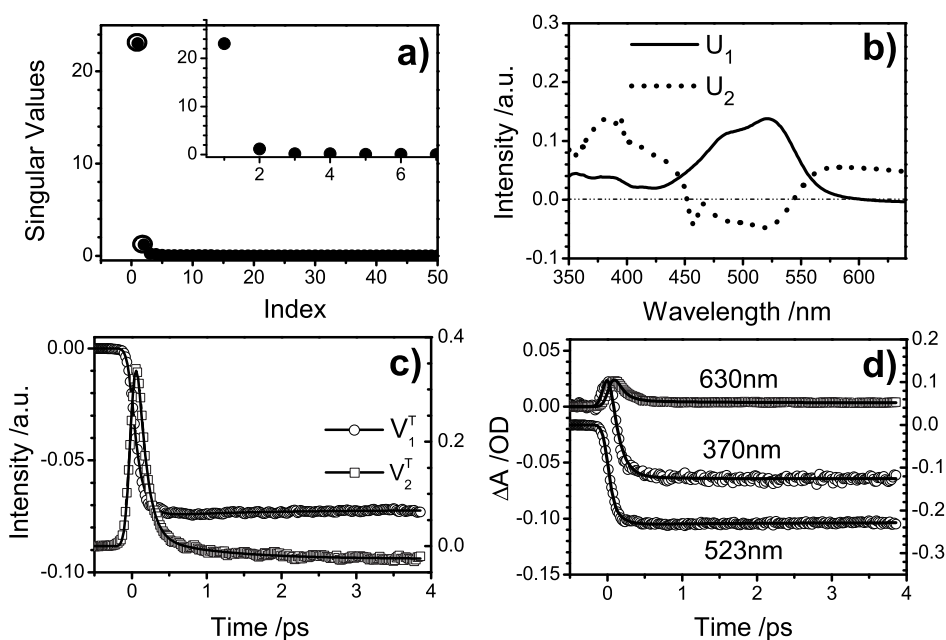 a)
20
10
0
Singular Values
20
10
0
2 4 6
0 10 20 30 40 50
Index
b)
U1
U2
0.3
0.2
0.1
0.0
-0.1
Intensity /a.u.
350 400 450 500 550 600
Wavelength /nm
c)
0.00
-0.05
-0.10
Intensity /a.u.
0.4
0.2
0.0
V1T
V2T
0 1 2 3 4
Time /ps
d)
0.05
0.00
-0.05
-0.10
-0.15
ΔA /OD
0.2
0.1
0.0
-0.1
-0.2
-0.3
630nm
370nm
523nm
0 1 2 3 4
Time /ps